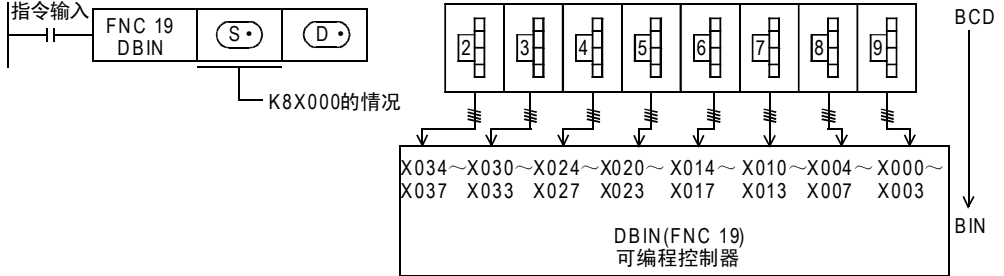 指令输入
FNC 19
DBIN
S·
D·
K8X000的情况
2 3 4 5 6 7 8 9
BCD
X034～X030～X024～X020～X014～X010～X004～X000～
X037 X033 X027 X023 X017 X013 X007 X003
DBIN(FNC 19)
可编程控制器
BIN